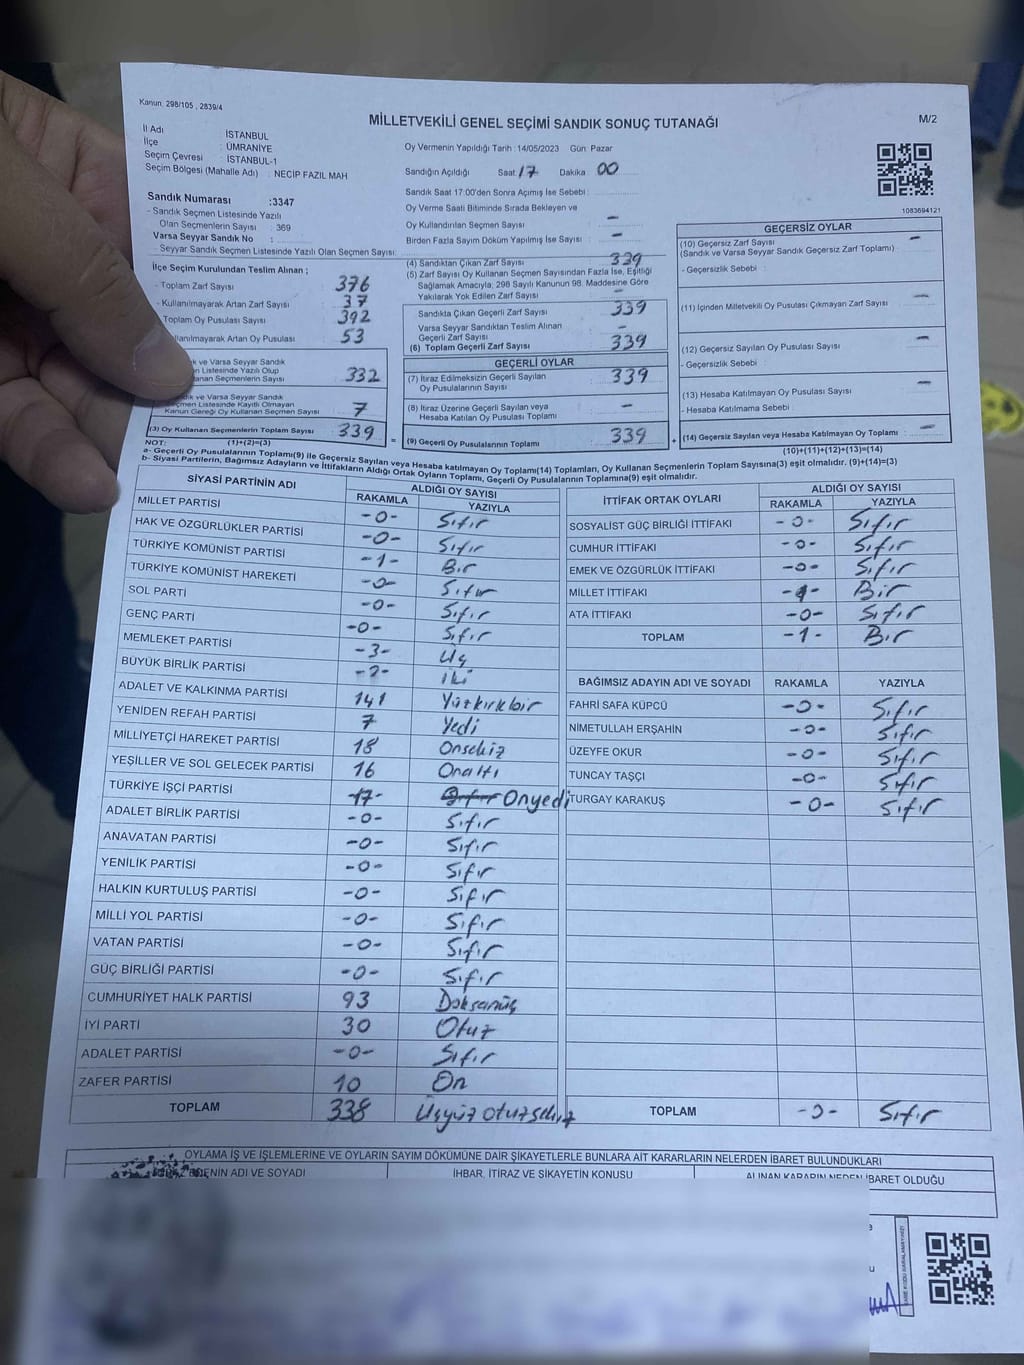 Kanun. 298/105 , 2839/4
MİLLETVEKİLİ GENEL SEÇİMİ SANDIK SONUÇ TUTANAĞI
M/2
İl Adı : İSTANBUL
İlçe : ÜMRANİYE
Seçim Çevresi : İSTANBUL-1
Seçim Bölgesi (Mahalle Adı) : NECİP FAZIL MAH
Oy Vermenin Yapıldığı Tarih : 14/05/2023 Gün Pazar
Sandığın Açıldığı Saat 17 Dakika 00
Sandık Saat 17:00'den Sonra Açımış İse Sebebi :
Oy Verme Saati Bitiminde Sırada Bekleyen ve
Oy Kullandırılan Seçmen Sayısı -
Birden Fazla Sayım Döküm Yapılmış İse Sayısı -
1083694121
Sandık Numarası :3347
- Sandık Seçmen Listesinde Yazılı
Olan Seçmenlerin Sayısı : 369
Varsa Seyyar Sandık No :
- Seyyar Sandık Seçmen Listesinde Yazılı Olan Seçmen Sayısı:
İlçe Seçim Kurulundan Teslim Alınan ;
- Toplam Zarf Sayısı 376
- Kullanılmayarak Artan Zarf Sayısı 37
Toplam Oy Pusulası Sayısı 392
llanılmayarak Artan Oy Pusulası 53
k ve Varsa Seyyar Sandık
n Listesinde Yazılı Olup
lanan Seçmenlerin Sayısı 332
dık ve Varsa Seyyar Sandık
çmen Listesinde Kayıtlı Olmayan
Kanun Gereği Oy Kullanan Seçmen Sayısı 7
(3) Oy Kullanan Seçmenlerin Toplam Sayısı 339 =
(4) Sandıktan Çıkan Zarf Sayısı 339
(5) Zarf Sayısı Oy Kullanan Seçmen Sayısından Fazla İse, Eşitliği
Sağlamak Amacıyla, 298 Sayılı Kanunun 98. Maddesine Göre
Yakılarak Yok Edilen Zarf Sayısı
Sandıkta Çıkan Geçerli Zarf Sayısı 339
Varsa Seyyar Sandıktan Teslim Alınan
Geçerli Zarf Sayısı -
(6) Toplam Geçerli Zarf Sayısı 339
GEÇERLİ OYLAR
(7) İtiraz Edilmeksizin Geçerli Sayılan
Oy Pusulalarının Sayısı 339
(8) İtiraz Üzerine Geçerli Sayılan veya
Hesaba Katılan Oy Pusulası Toplamı -
(9) Geçerli Oy Pusulalarının Toplamı 339 +
GEÇERSİZ OYLAR
(10) Geçersiz Zarf Sayısı -
(Sandık ve Varsa Seyyar Sandık Geçersiz Zarf Toplamı)
- Geçersizlik Sebebi :
(11) İçinden Milletvekili Oy Pusulası Çıkmayan Zarf Sayısı -
(12) Geçersiz Sayılan Oy Pusulası Sayısı -
- Geçersizlik Sebebi :
(13) Hesaba Katılmayan Oy Pusulası Sayısı -
- Hesaba Katılmama Sebebi :
(14) Geçersiz Sayılan veya Hesaba Katılmayan Oy Toplamı -
NOT: (1)+(2)=(3)
(10)+(11)+(12)+(13)=(14)
a- Geçerli Oy Pusulalarının Toplamı(9) ile Geçersiz Sayılan veya Hesaba katılmayan Oy Toplamı(14) Toplamları, Oy Kullanan Seçmenlerin Toplam Sayısına(3) eşit olmalıdır. (9)+(14)=(3)
b- Siyasi Partilerin, Bağımsız Adayların ve İttifakların Aldığı Ortak Oyların Toplamı, Geçerli Oy Pusulalarının Toplamına(9) eşit olmalıdır.
SİYASİ PARTİNİN ADI ALDIĞI OY SAYISI
RAKAMLA YAZIYLA
MİLLET PARTİSİ -0- Sıfır
HAK VE ÖZGÜRLÜKLER PARTİSİ -0- Sıfır
TÜRKİYE KOMÜNİST PARTİSİ -1- Bir
TÜRKİYE KOMÜNİST HAREKETİ -0- Sıfır
SOL PARTİ -0- Sıfır
GENÇ PARTİ -0- Sıfır
MEMLEKET PARTİSİ -3- Üç
BÜYÜK BİRLİK PARTİSİ -2- iki
ADALET VE KALKINMA PARTİSİ 141 Yüzkırkbir
YENİDEN REFAH PARTİSİ 7 Yedi
MİLLİYETÇİ HAREKET PARTİSİ 18 Onsekiz
YEŞİLLER VE SOL GELECEK PARTİSİ 16 Onaltı
TÜRKİYE İŞÇİ PARTİSİ 17- Sıfır Onyedi
ADALET BİRLİK PARTİSİ -0- Sıfır
ANAVATAN PARTİSİ -0- Sıfır
YENİLİK PARTİSİ -0- Sıfır
HALKIN KURTULUŞ PARTİSİ -0- Sıfır
MİLLİ YOL PARTİSİ -0- Sıfır
VATAN PARTİSİ -0- Sıfır
GÜÇ BİRLİĞİ PARTİSİ -0- Sıfır
CUMHURİYET HALK PARTİSİ 93 Doksanüç
İYİ PARTİ 30 Otuz
ADALET PARTİSİ -0- Sıfır
ZAFER PARTİSİ 10 On
TOPLAM 338 Üçyüz otuzsekiz
İTTİFAK ORTAK OYLARI ALDIĞI OY SAYISI
RAKAMLA YAZIYLA
SOSYALİST GÜÇ BİRLİĞİ İTTİFAKI -0- Sıfır
CUMHUR İTTİFAKI -0- Sıfır
EMEK VE ÖZGÜRLÜK İTTİFAKI -0- Sıfır
MİLLET İTTİFAKI -1- Bir
ATA İTTİFAKI -0- Sıfır
TOPLAM -1- Bir
BAĞIMSIZ ADAYIN ADI VE SOYADI RAKAMLA YAZIYLA
FAHRİ SAFA KÜPCÜ -0- Sıfır
NİMETULLAH ERŞAHİN -0- Sıfır
ÜZEYFE OKUR -0- Sıfır
TUNCAY TAŞÇI -0- Sıfır
TURGAY KARAKUŞ -0- Sıfır
TOPLAM -0- Sıfır
OYLAMA İŞ VE İŞLEMLERİNE VE OYLARIN SAYIM DÖKÜMÜNE DAİR ŞİKAYETLERLE BUNLARA AİT KARARLARIN NELERDEN İBARET BULUNDUKLARI
EDENİN ADI VE SOYADI İHBAR, İTİRAZ VE ŞİKAYETİN KONUSU ALINAN KARARIN NEDEN İBARET OLDUĞU